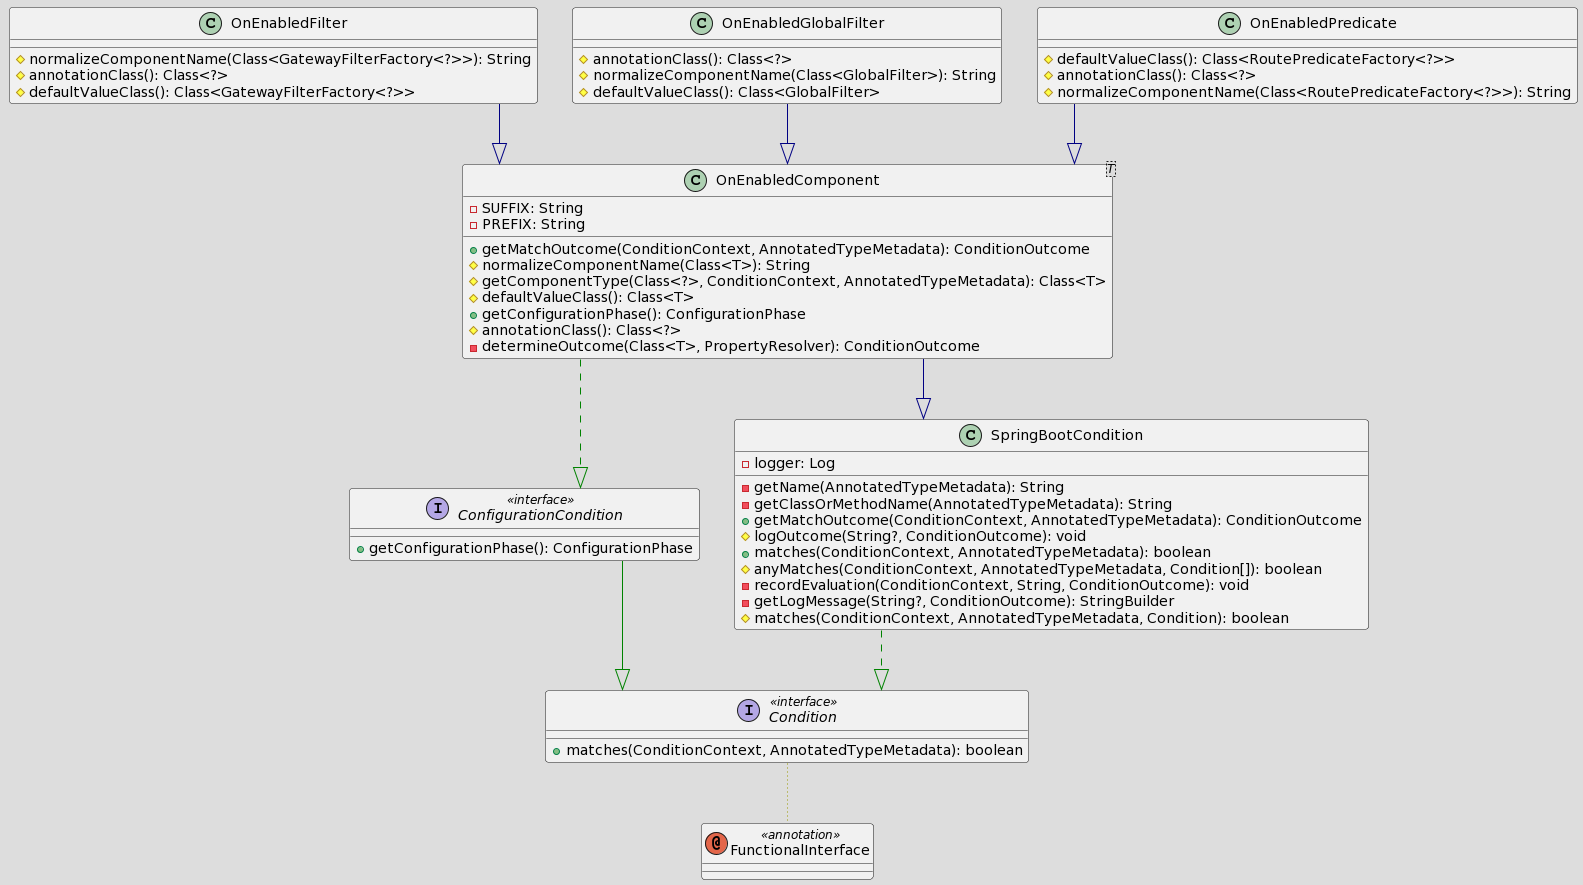 C OnEnabledFilter
normalizeComponentName(Class<GatewayFilterFactory<?>>): String
annotationClass(): Class<?>
defaultValueClass(): Class<GatewayFilterFactory<?>>
C OnEnabledGlobalFilter
annotationClass(): Class<?>
normalizeComponentName(Class<GlobalFilter>): String
defaultValueClass(): Class<GlobalFilter>
C OnEnabledPredicate
defaultValueClass(): Class<RoutePredicateFactory<?>>
annotationClass(): Class<?>
normalizeComponentName(Class<RoutePredicateFactory<?>>): String
T
C OnEnabledComponent
SUFFIX: String
PREFIX: String
getMatchOutcome(ConditionContext, AnnotatedTypeMetadata): ConditionOutcome
normalizeComponentName(Class<T>): String
getComponentType(Class<?>, ConditionContext, AnnotatedTypeMetadata): Class<T>
defaultValueClass(): Class<T>
getConfigurationPhase(): ConfigurationPhase
annotationClass(): Class<?>
determineOutcome(Class<T>, PropertyResolver): ConditionOutcome
C SpringBootCondition
logger: Log
getName(AnnotatedTypeMetadata): String
getClassOrMethodName(AnnotatedTypeMetadata): String
getMatchOutcome(ConditionContext, AnnotatedTypeMetadata): ConditionOutcome
logOutcome(String?, ConditionOutcome): void
matches(ConditionContext, AnnotatedTypeMetadata): boolean
anyMatches(ConditionContext, AnnotatedTypeMetadata, Condition[]): boolean
recordEvaluation(ConditionContext, String, ConditionOutcome): void
getLogMessage(String?, ConditionOutcome): StringBuilder
matches(ConditionContext, AnnotatedTypeMetadata, Condition): boolean
«interface»
I ConfigurationCondition
getConfigurationPhase(): ConfigurationPhase
«interface»
I Condition
matches(ConditionContext, AnnotatedTypeMetadata): boolean
«annotation»
@ FunctionalInterface